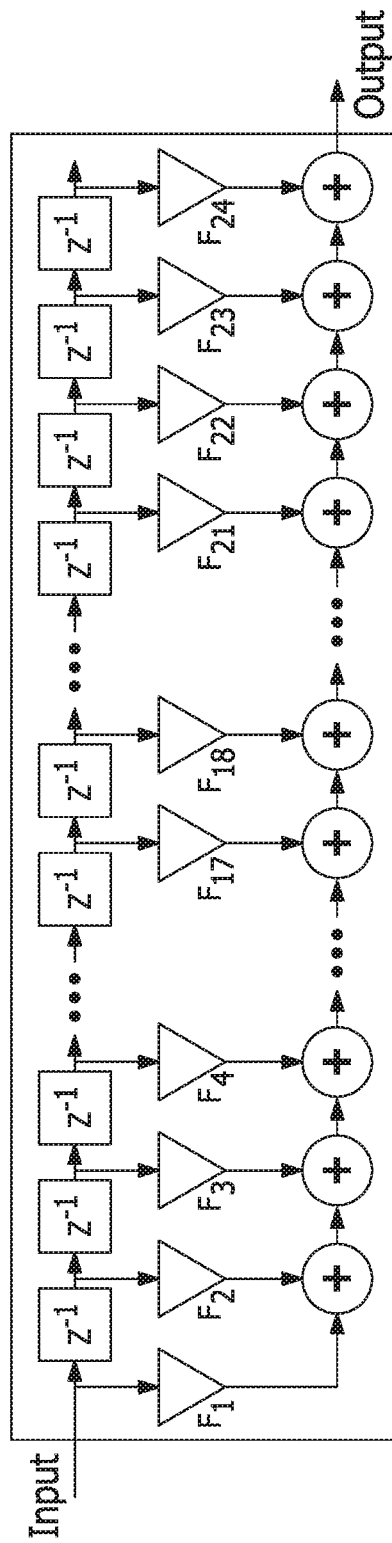 Input
z⁻¹ z⁻¹ z⁻¹ ••• z⁻¹ z⁻¹ ••• z⁻¹ z⁻¹ z⁻¹ z⁻¹
F₁ F₂ F₃ F₄ F₁₇ F₁₈ F₂₁ F₂₂ F₂₃ F₂₄
+ + + ••• + + ••• + + + +
Output